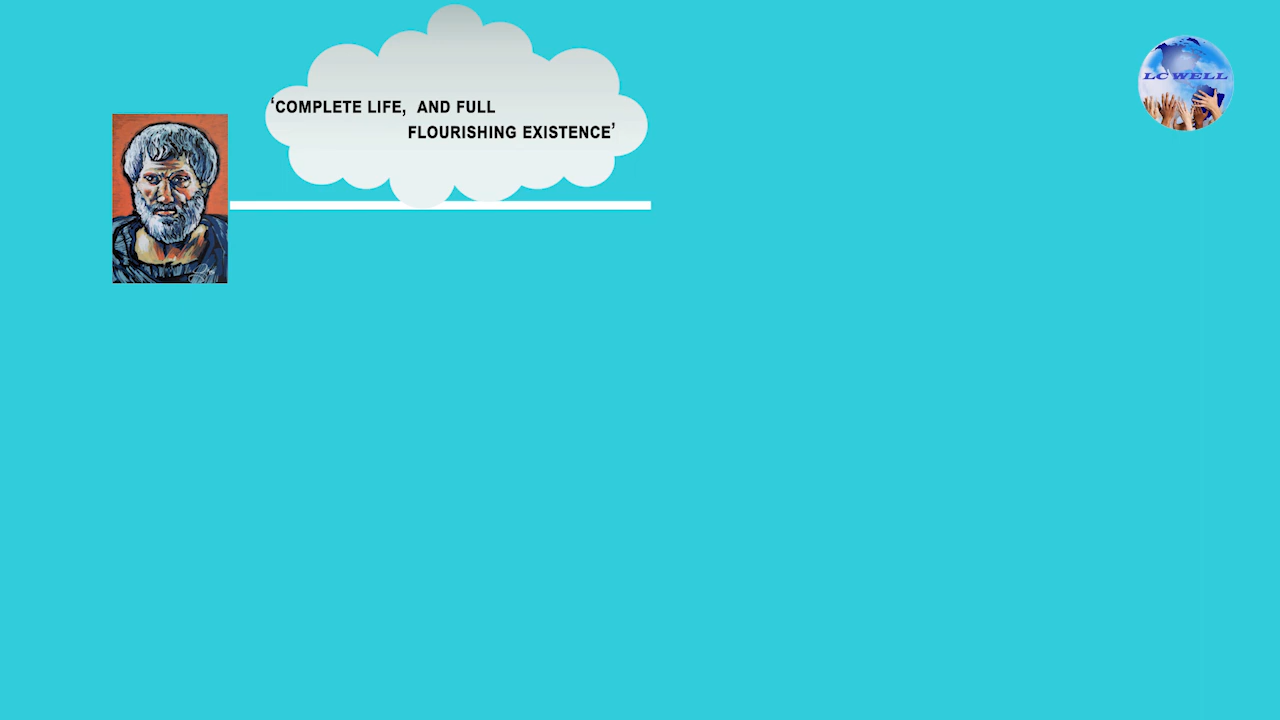 ‘COMPLETE LIFE, AND FULL
FLOURISHING EXISTENCE’
LC WELL